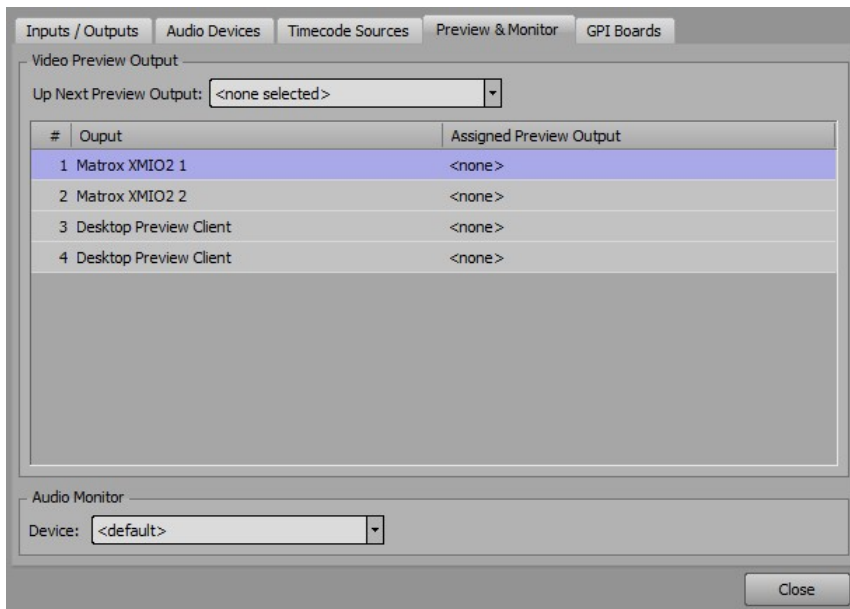 Inputs / Outputs Audio Devices Timecode Sources Preview & Monitor GPI Boards
Video Preview Output
Up Next Preview Output: <none selected>
# Ouput Assigned Preview Output
1 Matrox XMIO2 1 <none>
2 Matrox XMIO2 2 <none>
3 Desktop Preview Client <none>
4 Desktop Preview Client <none>
Audio Monitor
Device: <default>
Close